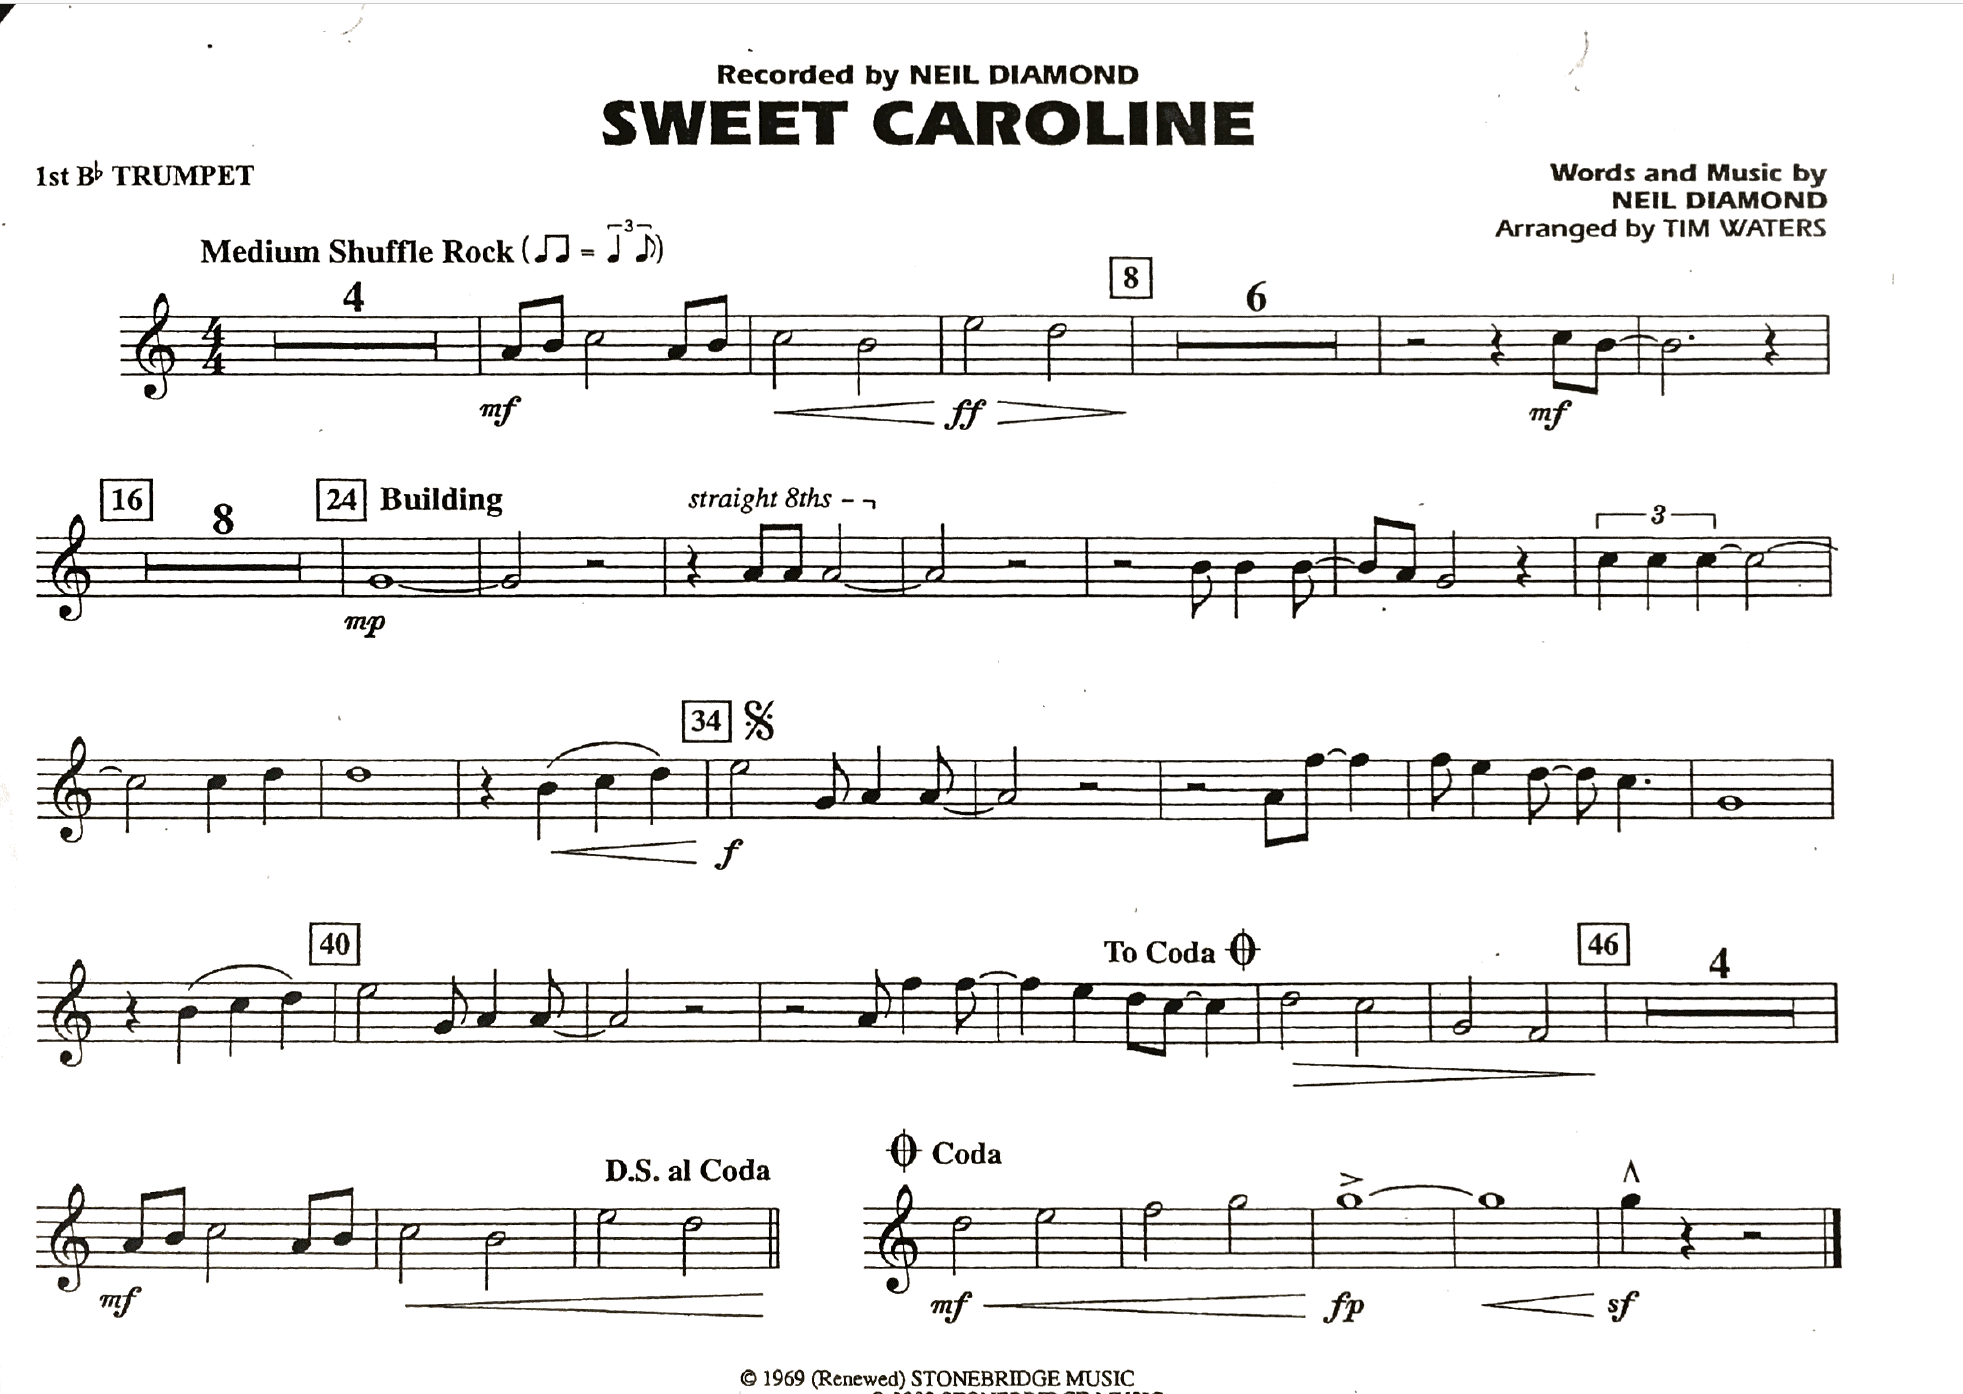 Recorded by NEIL DIAMOND
SWEET CAROLINE
1st B♭ TRUMPET
Words and Music by
NEIL DIAMOND
Arranged by TIM WATERS
Medium Shuffle Rock (♫ = ♩ ♪)
3
4
8
6
4
4
mf
ff
mf
16
8
24 Building
straight 8ths
3
mp
34
f
40
To Coda
46
4
D.S. al Coda
Coda
mf
mf
fp
sf
© 1969 (Renewed) STONEBRIDGE MUSIC